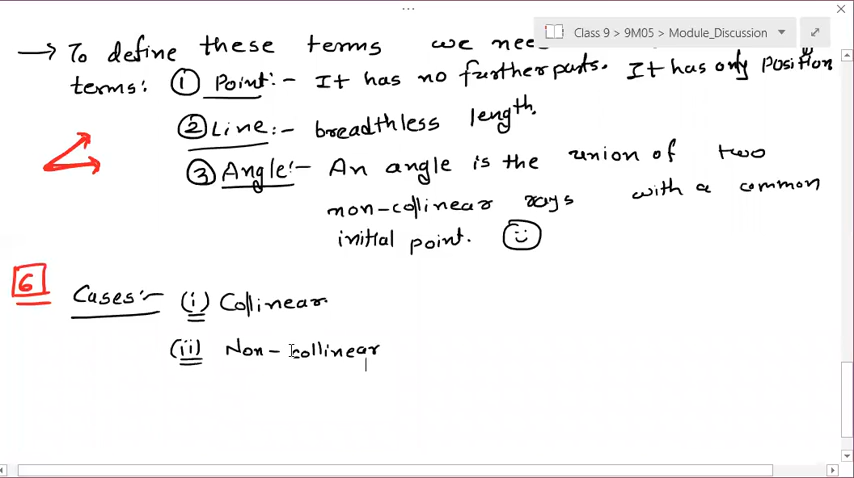 Class 9 > 9M05 > Module_Discussion
→ To define these terms we need
terms: ① Point:- It has no further parts. It has only position
② Line:- breadthless length.
③ Angle:- An angle is the union of two
non-collinear rays with a common
initial point.
6 Cases:- (i) Collinear
(ii) Non-collinear